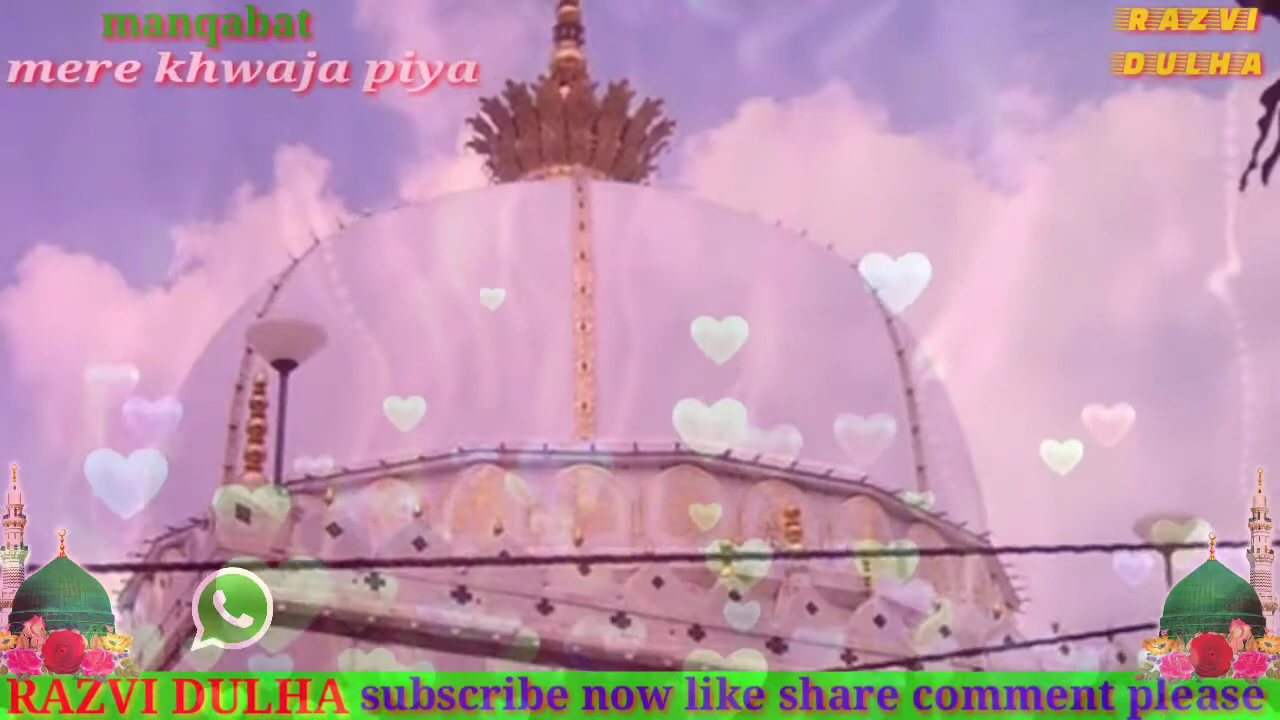 manqabat
mere khwaja piya
RAZVI
DULHA
RAZVI DULHA subscribe now like share comment please